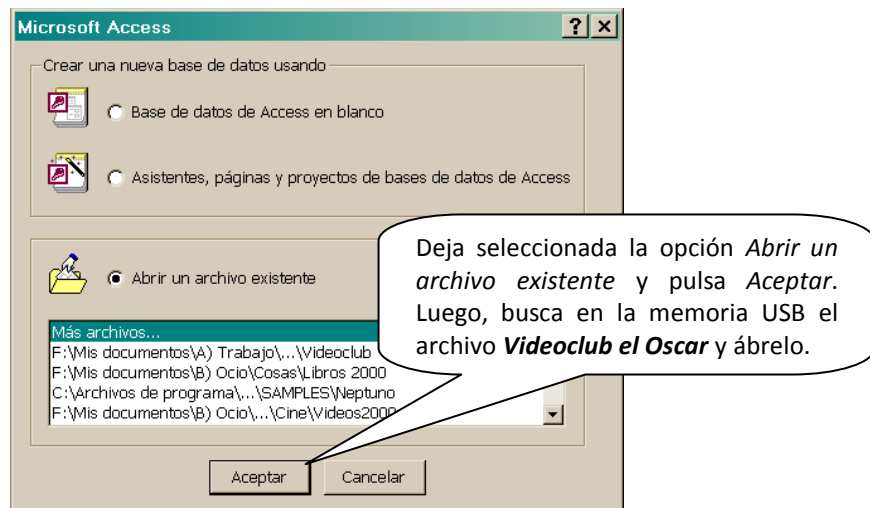 Microsoft Access
Crear una nueva base de datos usando
Base de datos de Access en blanco
Asistentes, páginas y proyectos de bases de datos de Access
Abrir un archivo existente
Deja seleccionada la opción Abrir un
archivo existente y pulsa Aceptar.
Luego, busca en la memoria USB el
archivo Videoclub el Oscar y ábrelo.
Más archivos...
F:\Mis documentos\A) Trabajo\...\Videoclub
F:\Mis documentos\B) Ocio\Cosas\Libros 2000
C:\Archivos de programa\...\SAMPLES\Neptuno
F:\Mis documentos\B) Ocio\...\Cine\Videos2000
Aceptar
Cancelar